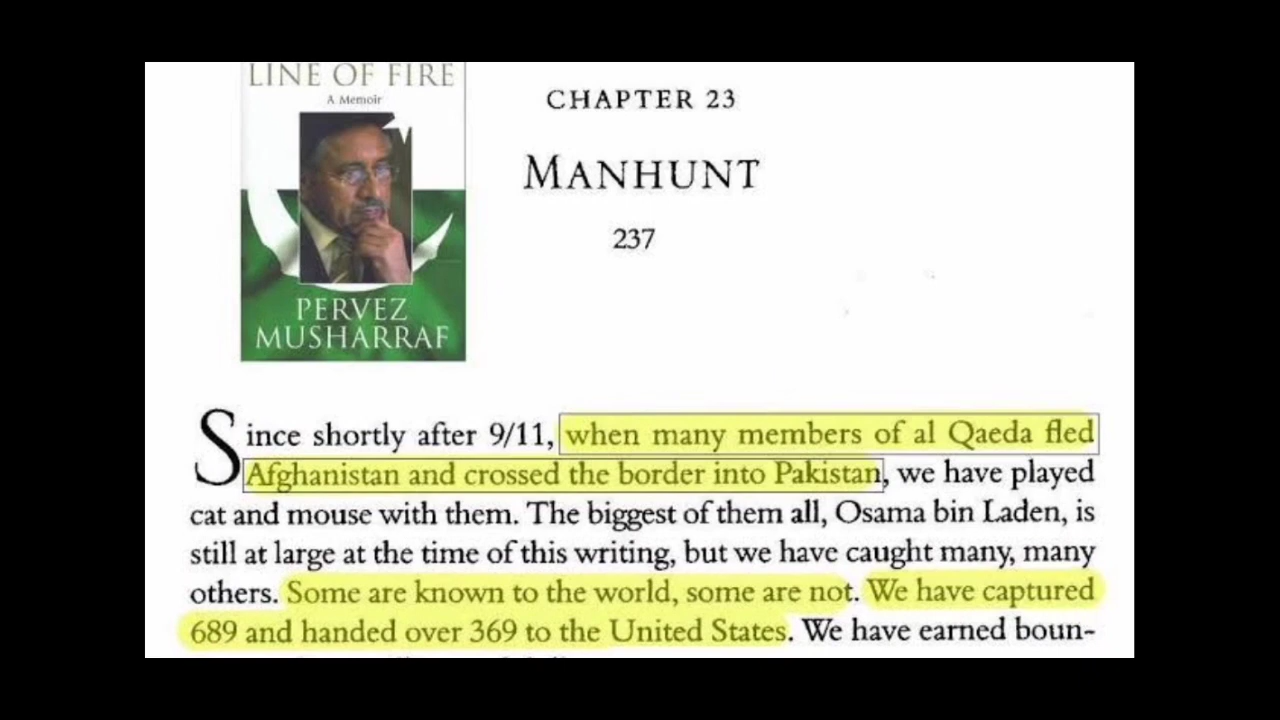 LINE OF FIRE
A Memoir
PERVEZ
MUSHARRAF
CHAPTER 23
MANHUNT
237
Since shortly after 9/11, when many members of al Qaeda fled
Afghanistan and crossed the border into Pakistan, we have played
cat and mouse with them. The biggest of them all, Osama bin Laden, is
still at large at the time of this writing, but we have caught many, many
others. Some are known to the world, some are not. We have captured
689 and handed over 369 to the United States. We have earned boun-